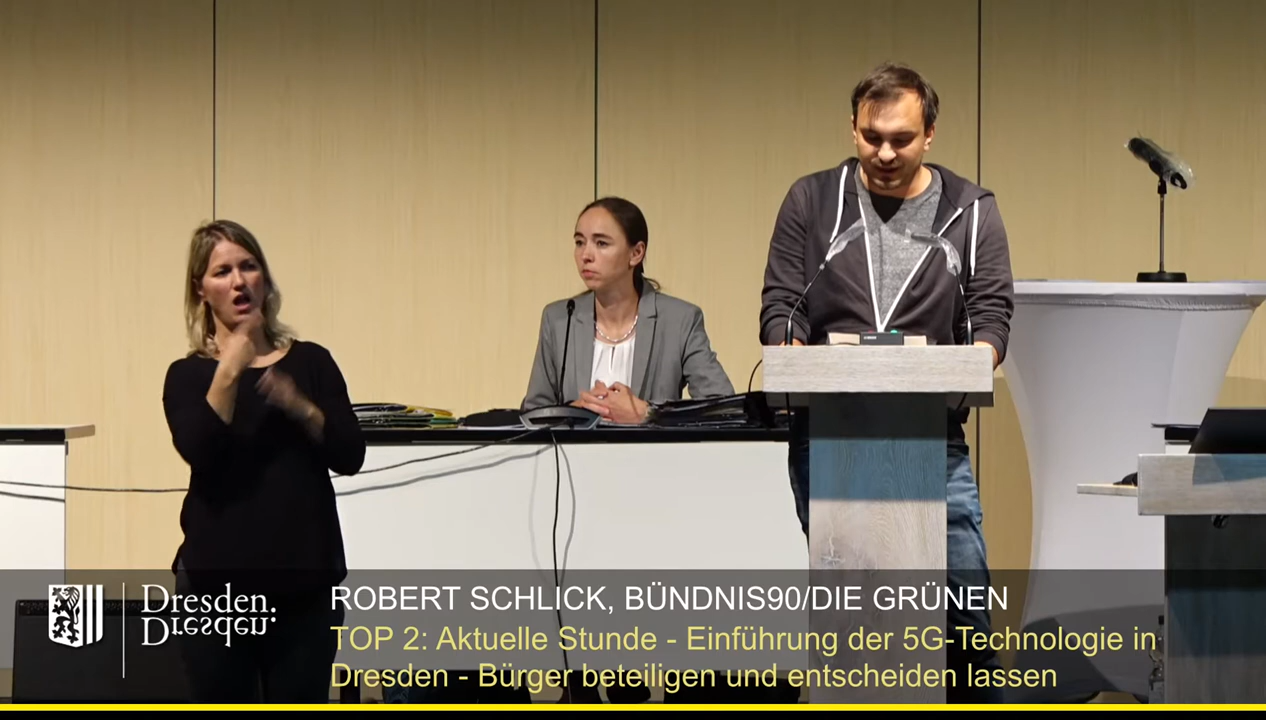 Dresden.
Dresden.
ROBERT SCHLICK, BÜNDNIS90/DIE GRÜNEN
TOP 2: Aktuelle Stunde - Einführung der 5G-Technologie in
Dresden - Bürger beteiligen und entscheiden lassen